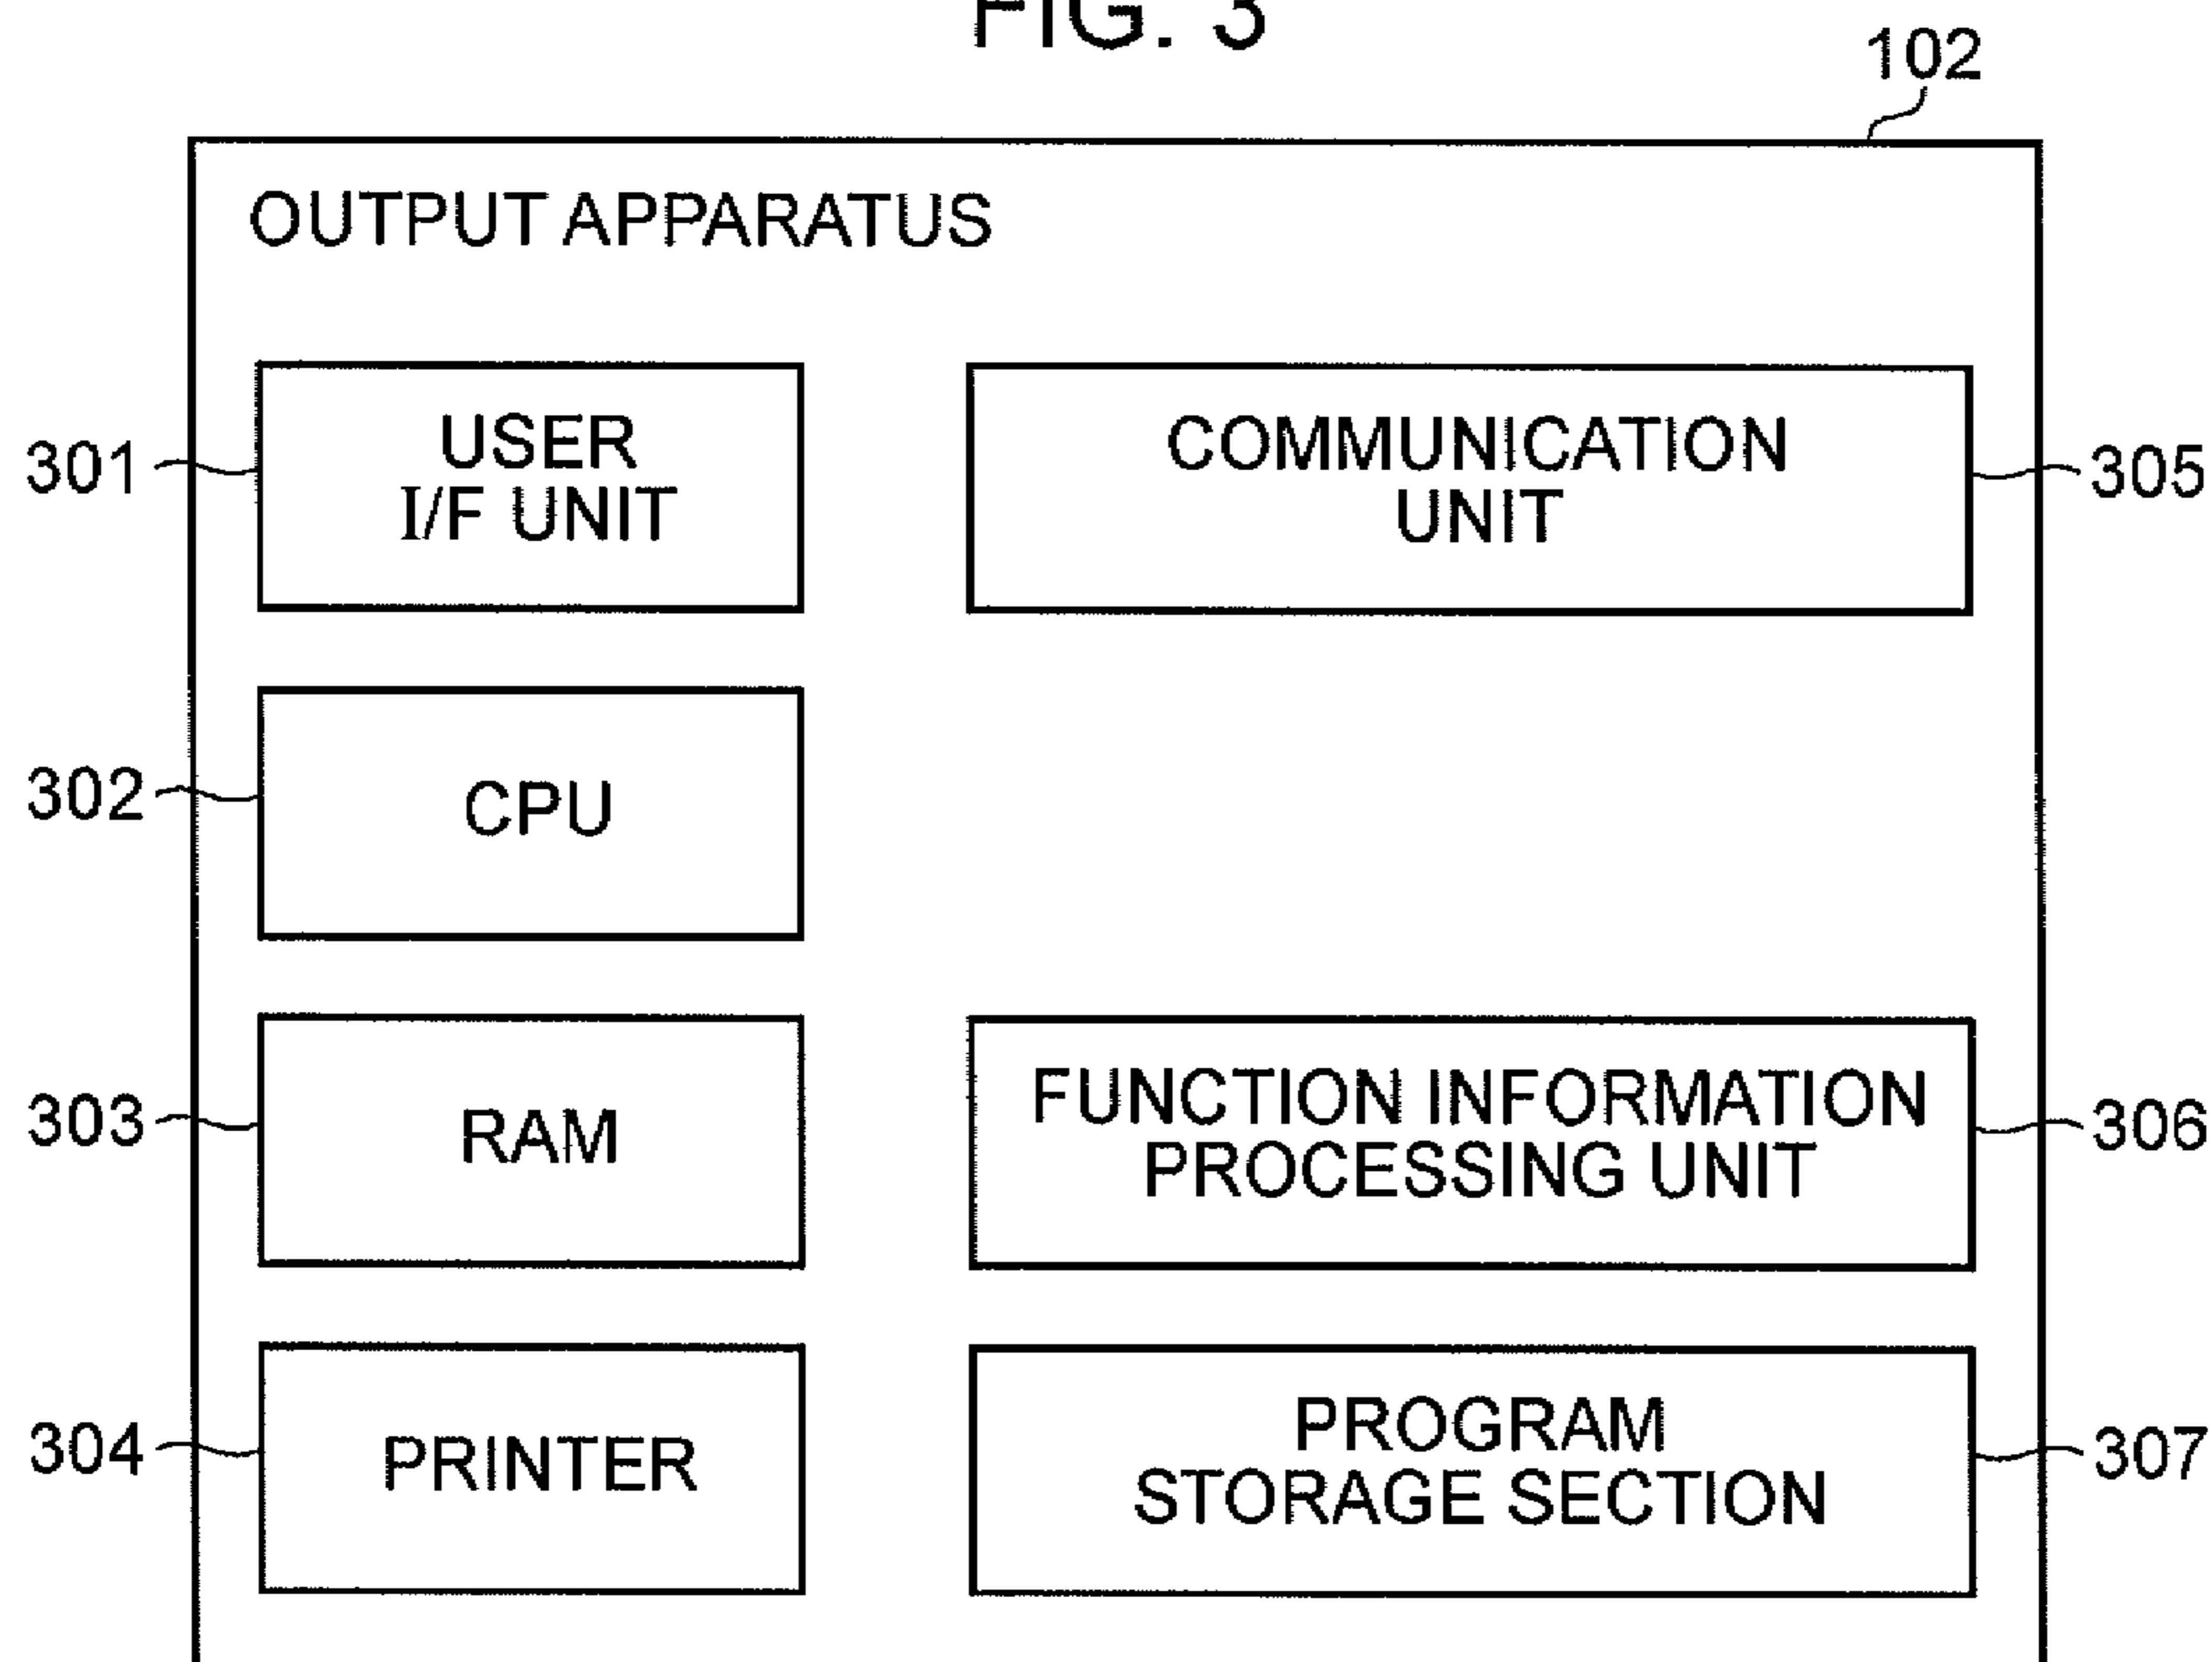 FIG. 3
102
OUTPUT APPARATUS
301
USER
I/F UNIT
COMMUNICATION
UNIT
305
302
CPU
303
RAM
FUNCTION INFORMATION
PROCESSING UNIT
306
304
PRINTER
PROGRAM
STORAGE SECTION
307